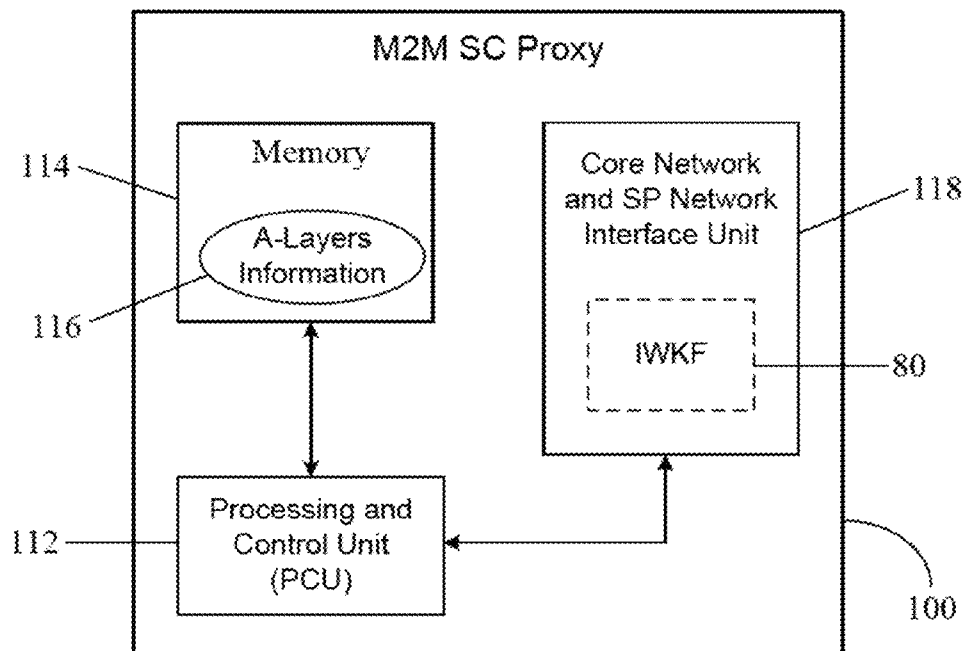 M2M SC Proxy
Memory
A-Layers
Information
114
116
Core Network
and SP Network
Interface Unit
118
IWKF
80
Processing and
Control Unit
(PCU)
112
100